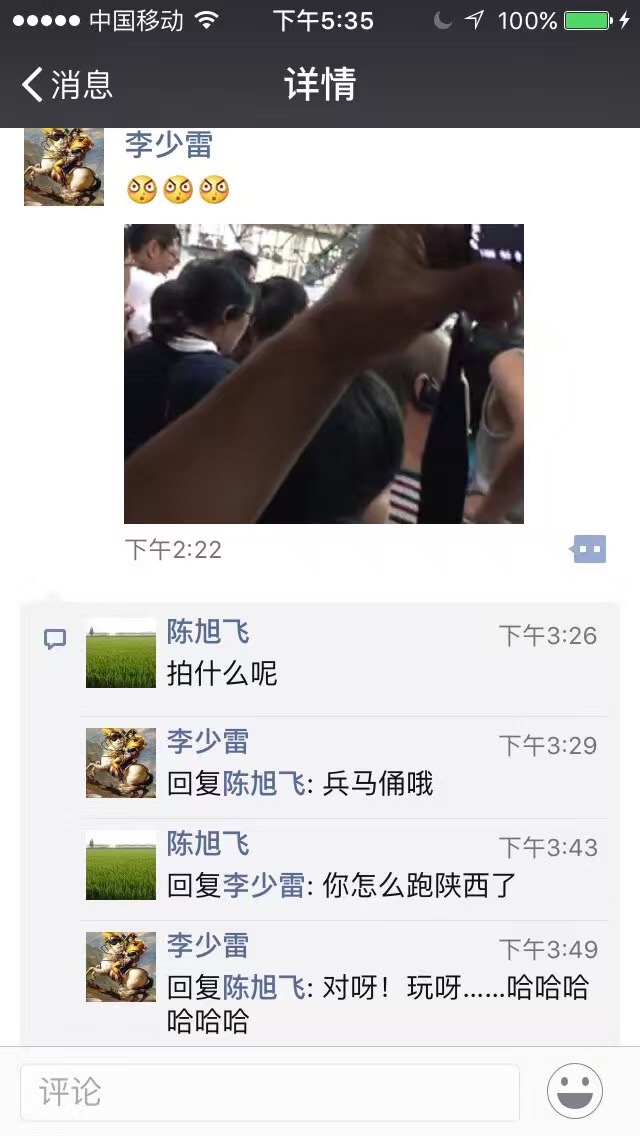 中国移动 下午5:35 100%
消息 详情
李少雷
下午2:22
陈旭飞 下午3:26
拍什么呢
李少雷 下午3:29
回复陈旭飞: 兵马俑哦
陈旭飞 下午3:43
回复李少雷: 你怎么跑陕西了
李少雷 下午3:49
回复陈旭飞: 对呀！玩呀……哈哈哈
哈哈哈
评论